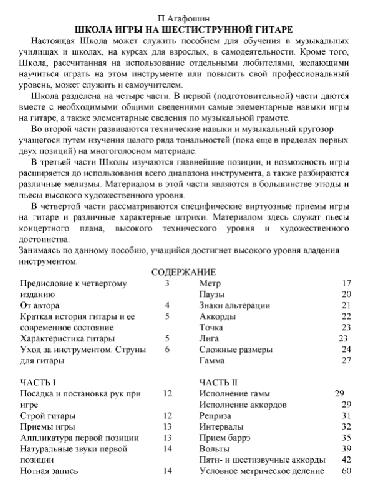 П Агафошин
ШКОЛА ИГРЫ НА ШЕСТИСТРУННОЙ ГИТАРЕ
Настоящая Школа может служить пособием для обучения в музыкальных
училищах и школах, на курсах для взрослых, в самодеятельности. Кроме того,
Школа, рассчитанная на использование отдельными любителями, желающими
научиться играть на этом инструменте или повысить свой профессиональный
уровень, может служить и самоучителем.
Школа разделена на четыре части. В первой (подготовительной) части даются
вместе с необходимыми общими сведениями самые элементарные навыки игры
на гитаре, а также элементарные сведения по музыкальной грамоте.
Во второй части развиваются технические навыки и музыкальный кругозор
учащегося путем изучения целого ряда тональностей (пока еще в пределах первых
двух позиций) на многоголосном материале.
В третьей части Школы изучаются главнейшие позиции, и возможность игры
расширяется до использования всего диапазона инструмента, а также разбираются
различные мелизмы. Материалом в этой части являются в большинстве этюды и
пьесы высокого художественного уровня.
В четвертой части рассматриваются специфические виртуозные приемы игры
на гитаре и различные характерные штрихи. Материалом здесь служат пьесы
концертного плана, высокого технического уровня и художественного
достоинства.
Занимаясь по данному пособию, учащийся достигнет высокого уровня владения
инструментом.
СОДЕРЖАНИЕ
Предисловие к четвертому 3
изданию
От автора 4
Краткая история гитары и ее 5
современное состояние
Характеристика гитары 5
Уход за инструментом. Струны 6
для гитары
Метр 17
Паузы 20
Знаки альтерации 21
Аккорды 22
Точка 23
Лига 23
Сложные размеры 24
Гамма 27
ЧАСТЬ I
Посадка и постановка рук при 12
игре
Строй гитары 12
Приемы игры 13
Аппликатура первой позиции 13
Натуральные звуки первой 14
позиции
Нотная запись 14
ЧАСТЬ II
Исполнение гамм 29
Исполнение аккордов 29
Реприза 31
Интервалы 32
Прием баррэ 35
Вольты 39
Пяти- и шестизвучные аккорды 42
Условное метрическое деление 60